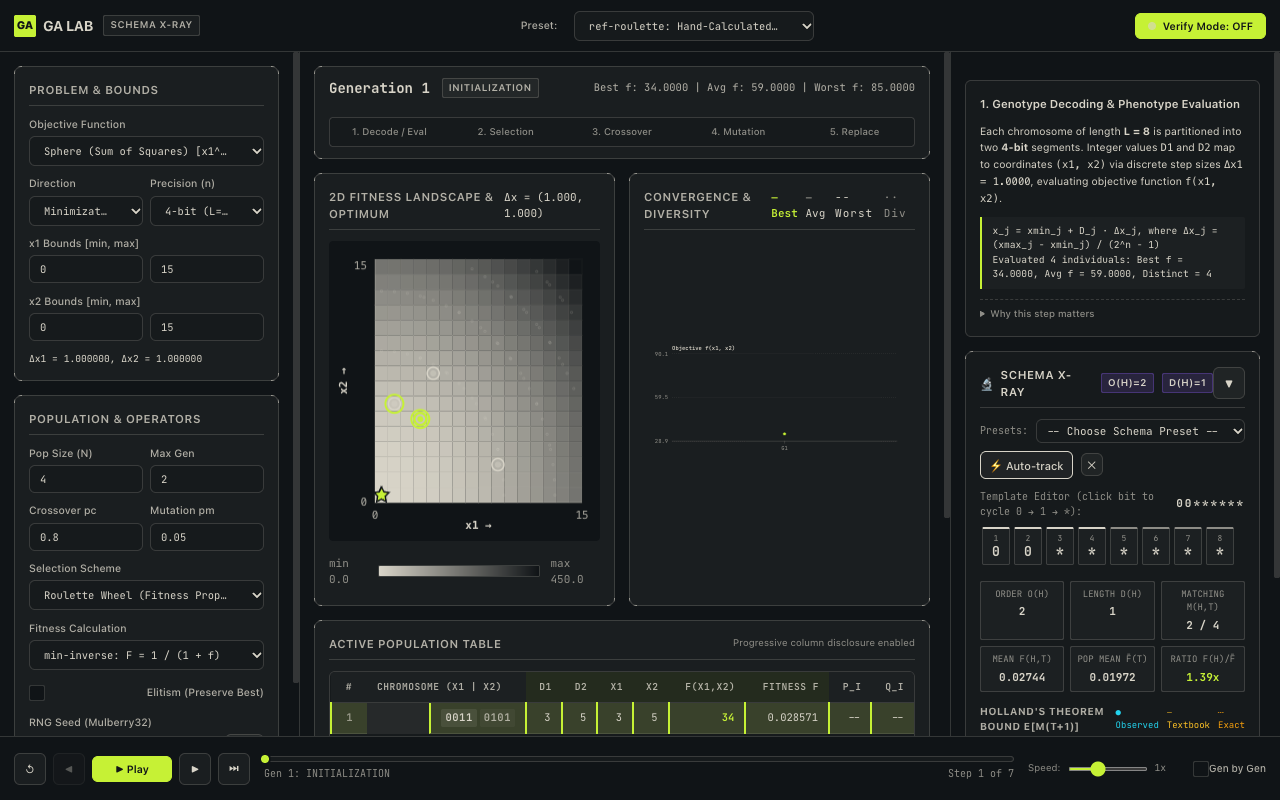 GA GA LAB SCHEMA X-RAY
Preset: ref-roulette: Hand-Calculated…
Verify Mode: OFF
PROBLEM & BOUNDS
Objective Function
Sphere (Sum of Squares) [x1^…
Direction Precision (n)
Minimizat… 4-bit (L=…
x1 Bounds [min, max]
0 15
x2 Bounds [min, max]
0 15
Δx1 = 1.000000, Δx2 = 1.000000
POPULATION & OPERATORS
Pop Size (N) Max Gen
4 2
Crossover pc Mutation pm
0.8 0.05
Selection Scheme
Roulette Wheel (Fitness Prop…
Fitness Calculation
min-inverse: F = 1 / (1 + f)
Elitism (Preserve Best)
RNG Seed (Mulberry32)
Generation 1 INITIALIZATION
Best f: 34.0000 | Avg f: 59.0000 | Worst f: 85.0000
1. Decode / Eval 2. Selection 3. Crossover 4. Mutation 5. Replace
2D FITNESS LANDSCAPE &
OPTIMUM
Δx = (1.000,
1.000)
15
x2 →
0
0 15
x1 →
min
0.0
max
450.0
CONVERGENCE &
DIVERSITY
— — -- ··
Best Avg Worst Div
Objective f(x1, x2)
90.1
59.5
28.9
G1
ACTIVE POPULATION TABLE
Progressive column disclosure enabled
# CHROMOSOME (X1 | X2) D1 D2 X1 X2 F(X1,X2) FITNESS F P_I Q_I
1 0011 0101 3 5 3 5 34 0.028571 -- --
1. Genotype Decoding & Phenotype Evaluation
Each chromosome of length L = 8 is partitioned into
two 4-bit segments. Integer values D1 and D2 map
to coordinates (x1, x2) via discrete step sizes Δx1
= 1.0000, evaluating objective function f(x1,
x2).
x_j = xmin_j + D_j · Δx_j, where Δx_j =
(xmax_j - xmin_j) / (2^n - 1)
Evaluated 4 individuals: Best f =
34.0000, Avg f = 59.0000, Distinct = 4
▶ Why this step matters
🔬 SCHEMA X-
RAY
O(H)=2 D(H)=1 ▼
Presets: -- Choose Schema Preset --
⚡ Auto-track ✕
Template Editor (click bit to
cycle 0 → 1 → *):
00******
1 2 3 4 5 6 7 8
0 0 * * * * * *
ORDER O(H)
2
LENGTH D(H)
1
MATCHING
M(H,T)
2 / 4
MEAN F(H,T)
0.02744
POP MEAN F̄(T)
0.01972
RATIO F(H)/F̄
1.39x
HOLLAND'S THEOREM
BOUND E[M(T+1)]
● Observed
— Textbook
┄ Exact
↺ ◀ ▶ Play ▶ ⏭
Gen 1: INITIALIZATION
Step 1 of 7
Speed: 1x
Gen by Gen